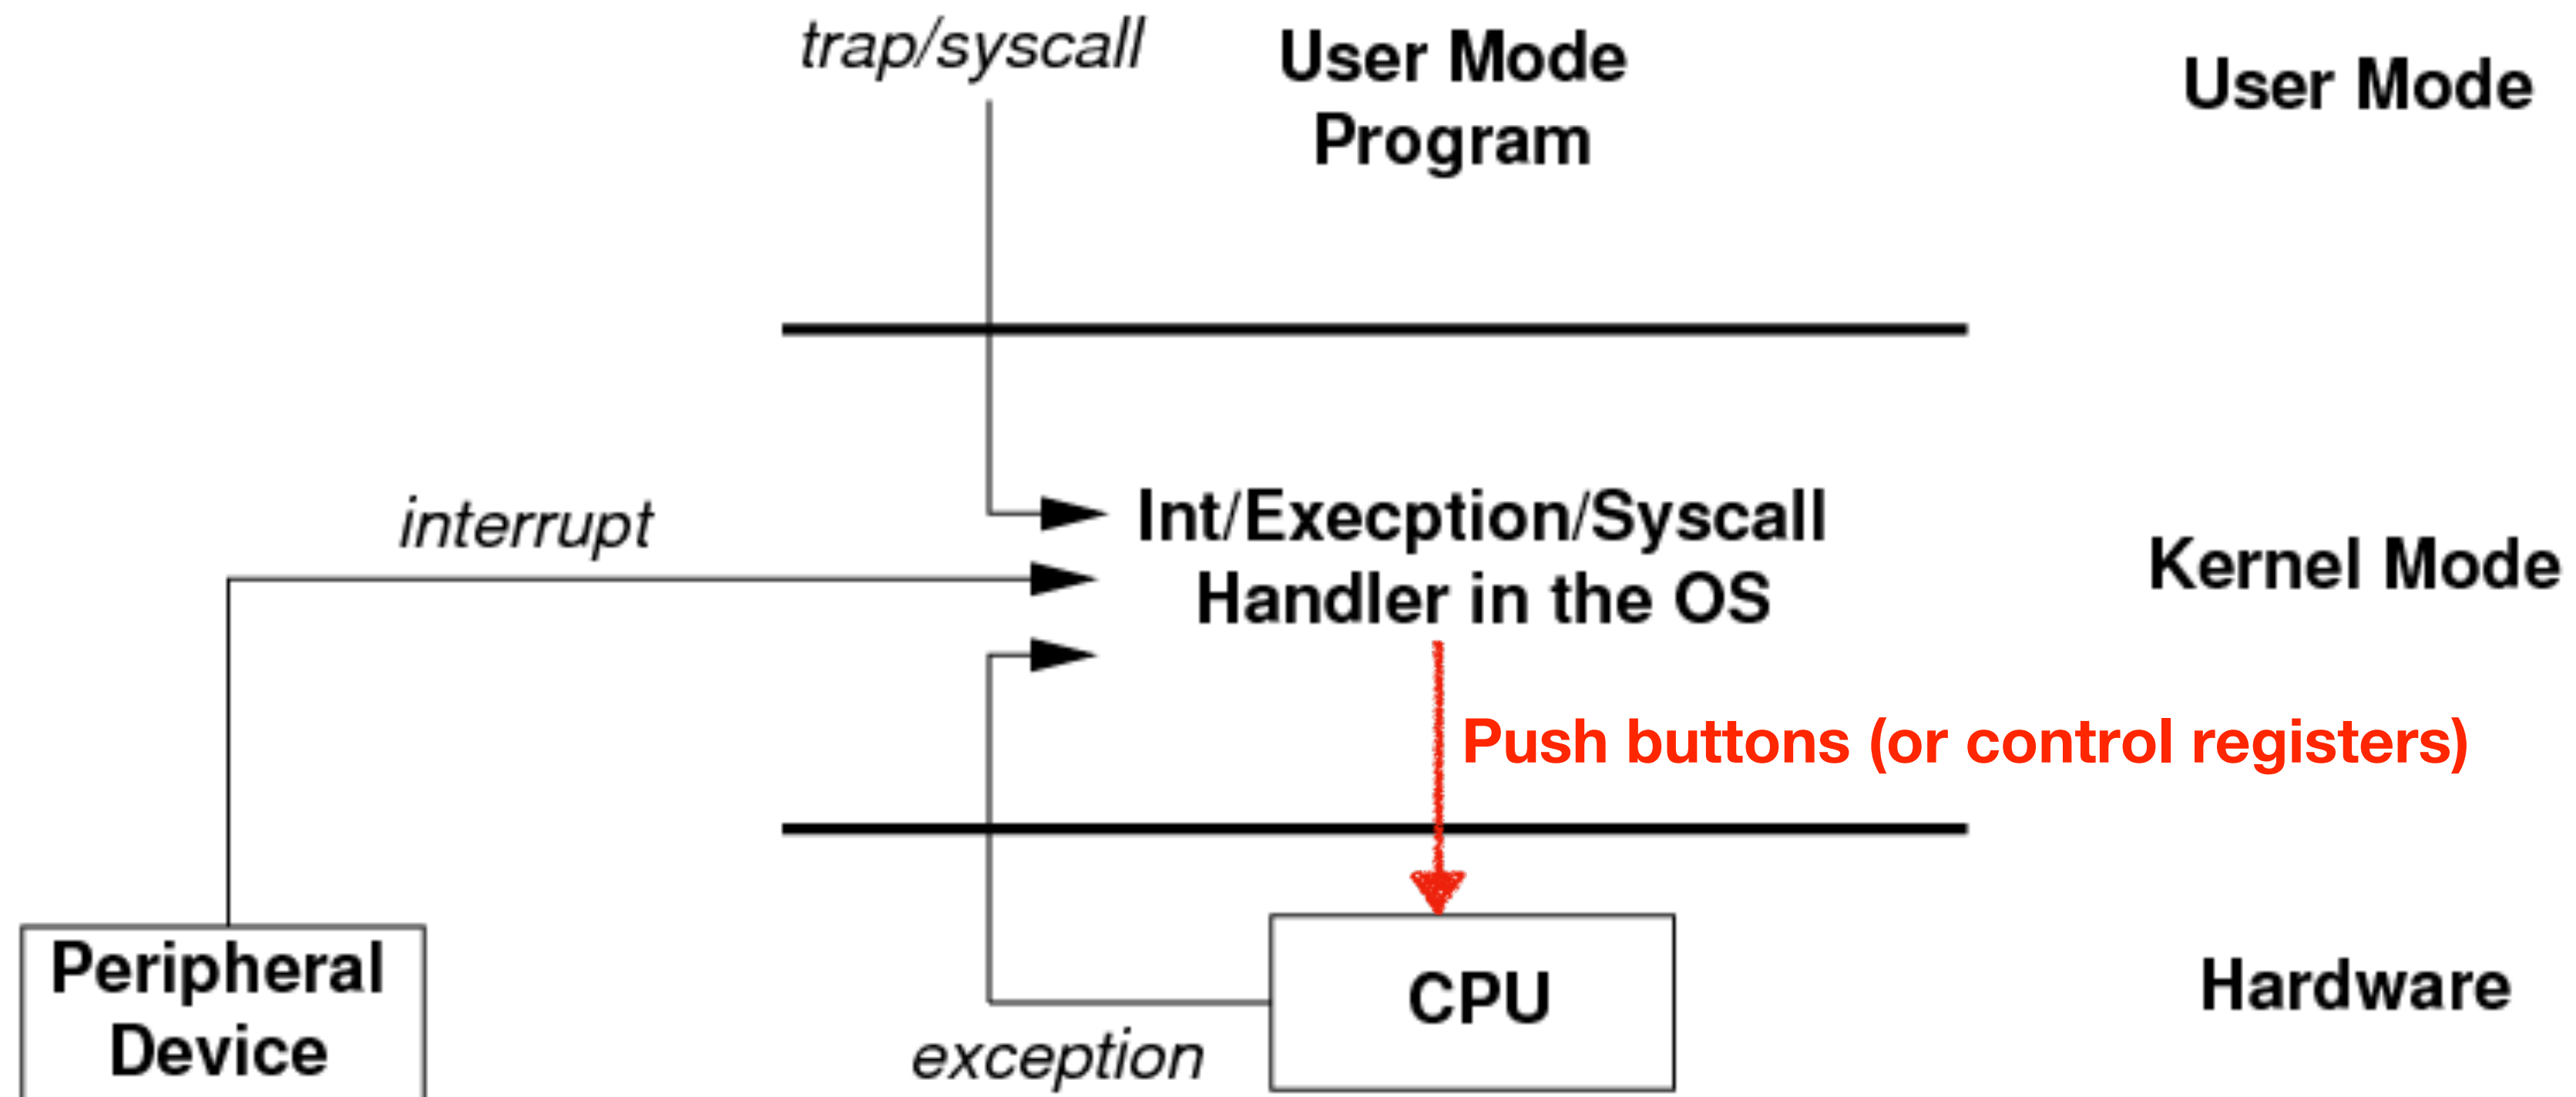 trap/syscall
User Mode
Program
User Mode
interrupt
Int/Execption/Syscall
Handler in the OS
Kernel Mode
Push buttons (or control registers)
Peripheral
Device
exception
CPU
Hardware